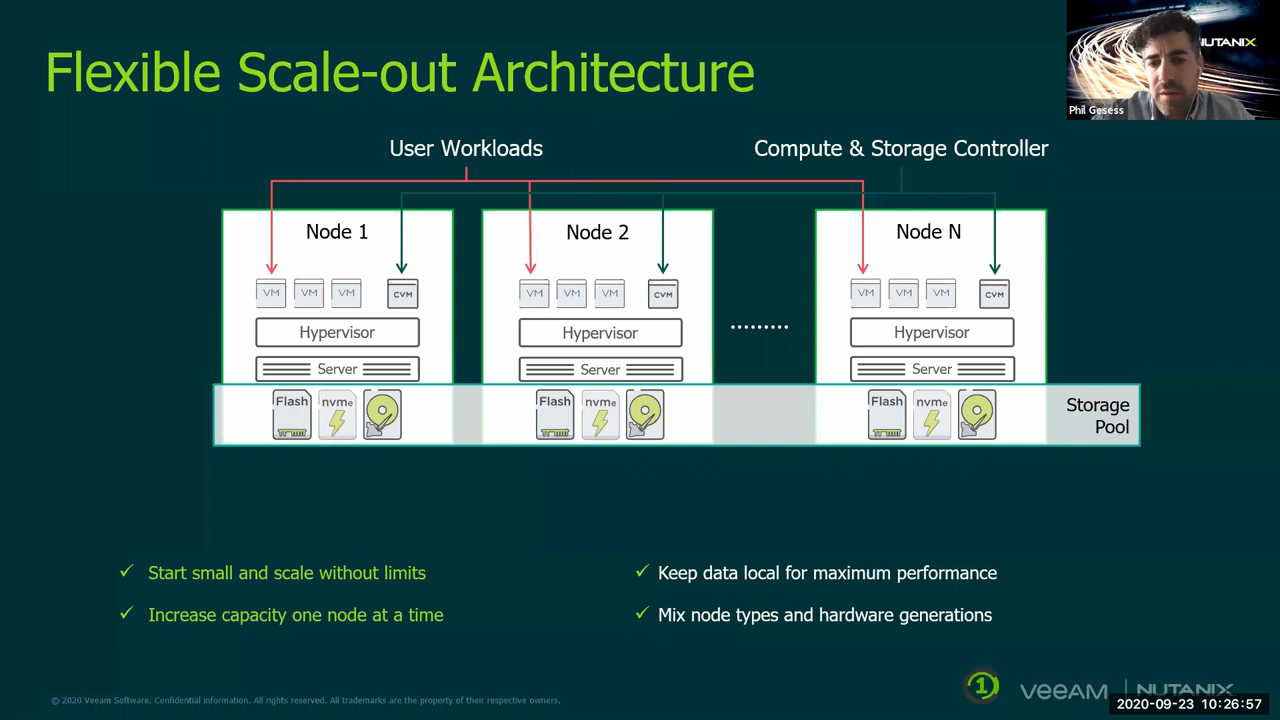 Flexible Scale-out Architecture
NUTANIX
Phil Gesess
User Workloads
Compute & Storage Controller
Node 1
Node 2
Node N
VM VM VM CVM
VM VM VM CVM
VM VM VM CVM
Hypervisor
Hypervisor
Hypervisor
.........
Server
Server
Server
Flash nvme
Flash nvme
Flash nvme
Storage
Pool
✓ Start small and scale without limits
✓ Keep data local for maximum performance
✓ Increase capacity one node at a time
✓ Mix node types and hardware generations
© 2020 Veeam Software. Confidential information. All rights reserved. All trademarks are the property of their respective owners.
1
veeAM
NUTANIX
2020-09-23 10:26:57